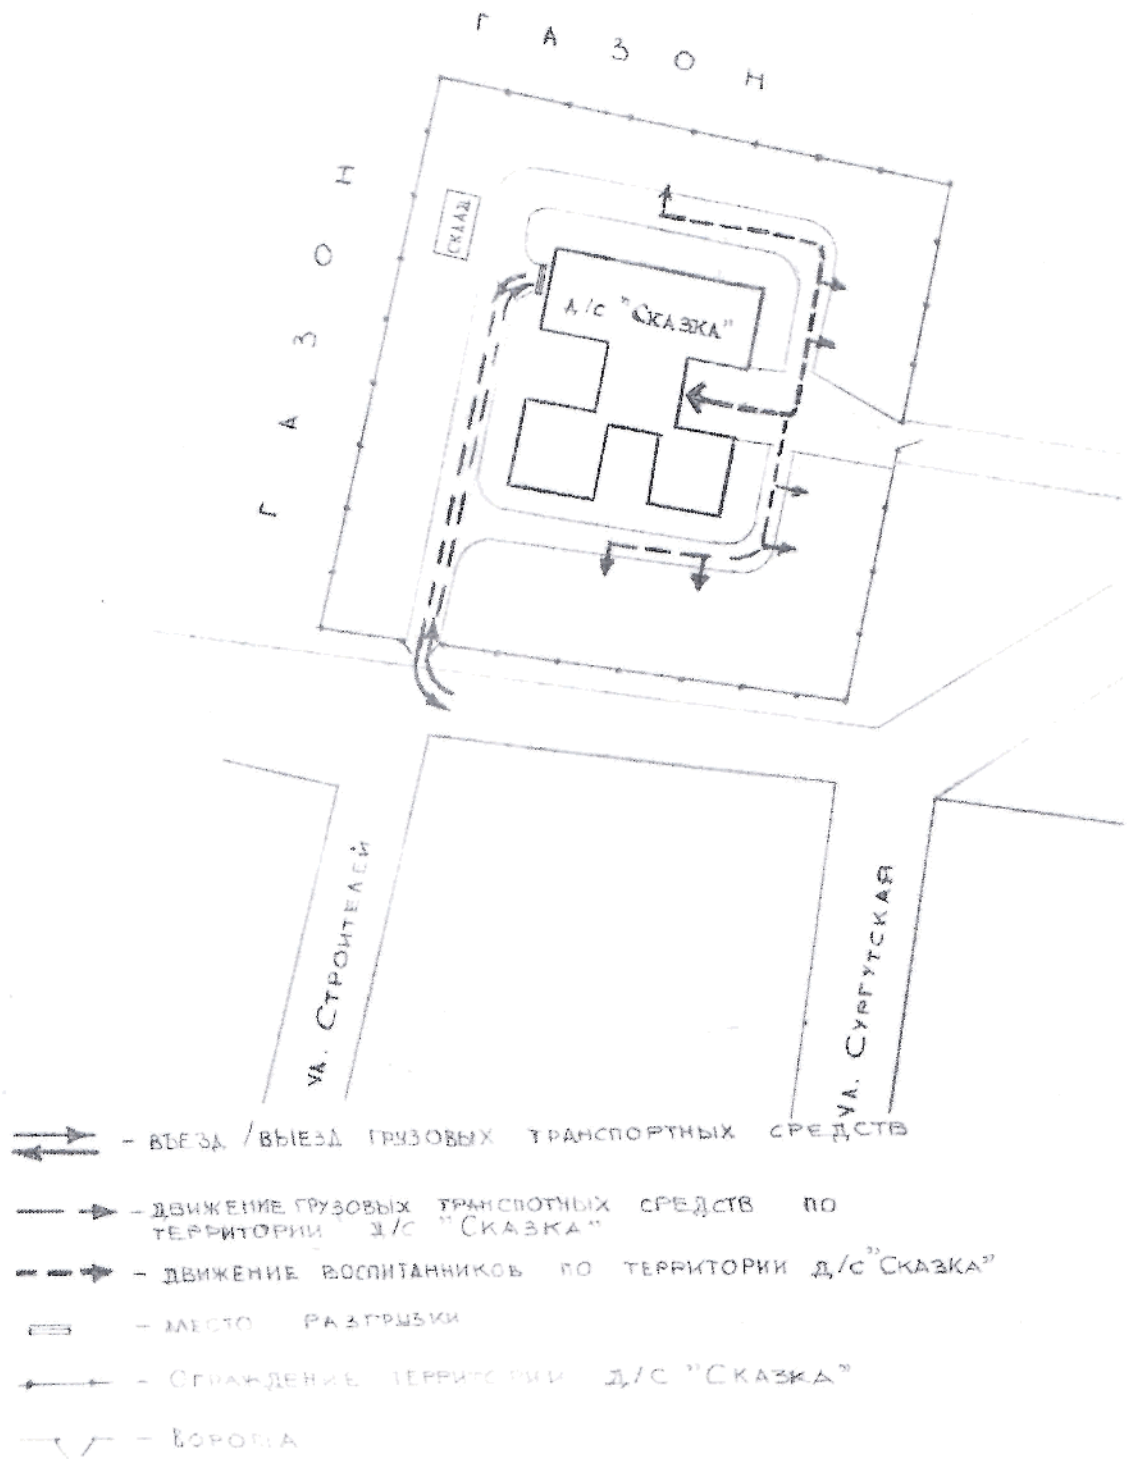 ГАЗОН
ГАЗОН
СКЛАД
Д/С "СКАЗКА"
УЛ. СТРОИТЕЛЕЙ
УЛ. СУРГУТСКАЯ
- ВЪЕЗД / ВЫЕЗД ГРУЗОВЫХ ТРАНСПОРТНЫХ СРЕДСТВ
- ДВИЖЕНИЕ ГРУЗОВЫХ ТРАНСПОТНЫХ СРЕДСТВ ПО
ТЕРРИТОРИИ Д/С "СКАЗКА"
- ДВИЖЕНИЕ ВОСПИТАННИКОВ ПО ТЕРРИТОРИИ Д/С "СКАЗКА"
- МЕСТО РАЗГРУЗКИ
- ОГРАЖДЕНИЕ ТЕРРИТОРИИ Д/С "СКАЗКА"
- ВОРОТА